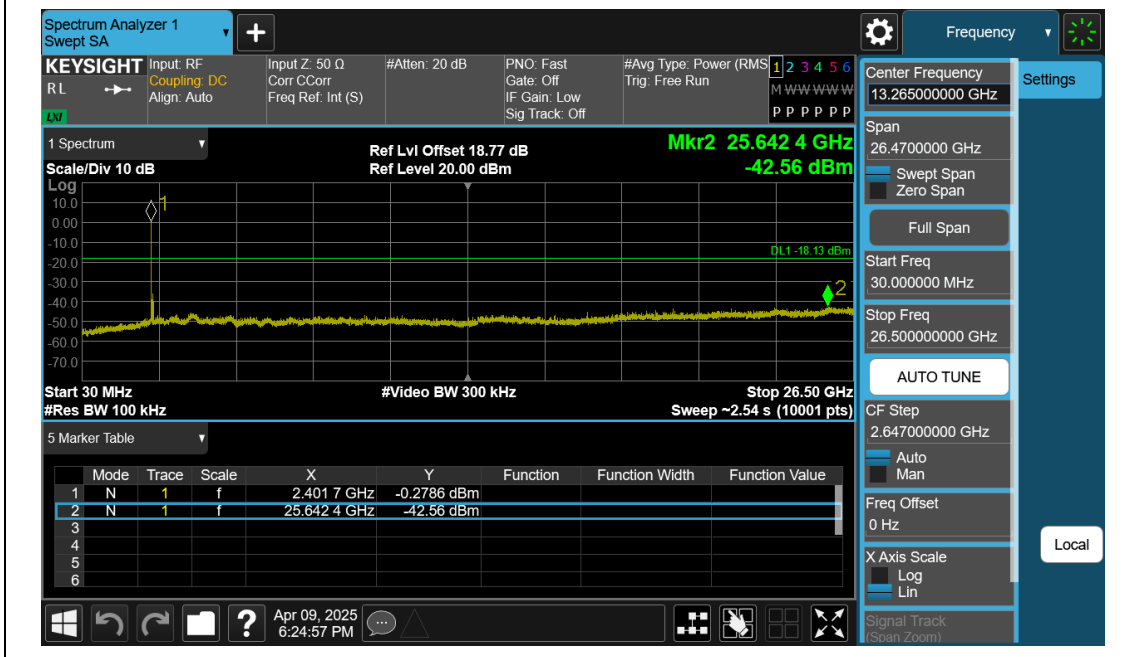 Spectrum Analyzer 1
Swept SA
+
Frequency
KEYSIGHT
RL
LXI
Input: RF
Coupling: DC
Align: Auto
Input Z: 50 Ω
Corr CCorr
Freq Ref: Int (S)
#Atten: 20 dB
PNO: Fast
Gate: Off
IF Gain: Low
Sig Track: Off
#Avg Type: Power (RMS
Trig: Free Run
1 2 3 4 5 6
M W W W W W
P P P P P P
1 Spectrum
Scale/Div 10 dB
Ref Lvl Offset 18.77 dB
Ref Level 20.00 dBm
Mkr2 25.642 4 GHz
-42.56 dBm
Log
10.0
0.00
-10.0
-20.0
-30.0
-40.0
-50.0
-60.0
-70.0
1
DL1 -18.13 dBm
2
Start 30 MHz
#Video BW 300 kHz
Stop 26.50 GHz
#Res BW 100 kHz
Sweep ~2.54 s (10001 pts)
5 Marker Table
Mode Trace Scale X Y Function Function Width Function Value
1 N 1 f 2.401 7 GHz -0.2786 dBm
2 N 1 f 25.642 4 GHz -42.56 dBm
3
4
5
6
?
Apr 09, 2025
6:24:57 PM
Center Frequency
13.265000000 GHz
Settings
Span
26.4700000 GHz
Swept Span
Zero Span
Full Span
Start Freq
30.000000 MHz
Stop Freq
26.500000000 GHz
AUTO TUNE
CF Step
2.647000000 GHz
Auto
Man
Freq Offset
0 Hz
Local
X Axis Scale
Log
Lin
Signal Track
(Span Zoom)